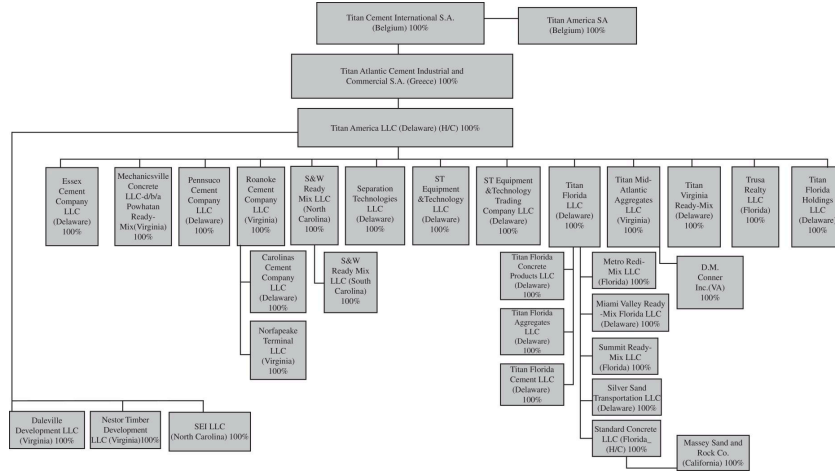 Titan Cement International S.A.
(Belgium) 100%
Titan America SA
(Belgium) 100%
Titan Atlantic Cement Industrial and
Commercial S.A. (Greece) 100%
Titan America LLC (Delaware) (H/C) 100%
Essex
Cement
Company
LLC
(Delaware)
100%
Mechanicsville
Concrete
LLC-d/b/a
Powhatan
Ready-
Mix(Virginia)
100%
Pennsuco
Cement
Company
LLC
(Delaware)
100%
Roanoke
Cement
Company
LLC
(Virginia)
100%
S&W
Ready
Mix LLC
(North
Carolina)
100%
Separation
Technologies
LLC
(Delaware)
100%
ST
Equipment
&Technology
LLC
(Delaware)
100%
ST Equipment
&Technology
Trading
Company LLC
(Delaware)
100%
Titan
Florida
LLC
(Delaware)
100%
Titan Mid-
Atlantic
Aggregates
LLC
(Virginia)
100%
Titan
Virginia
Ready-Mix
(Delaware)
100%
Trusa
Realty
LLC
(Florida)
100%
Titan
Florida
Holdings
LLC
(Delaware)
100%
Carolinas
Cement
Company
LLC
(Delaware)
100%
S&W
Ready Mix
LLC (South
Carolina)
100%
Titan Florida
Concrete
Products LLC
(Delaware)
100%
Metro Redi-
Mix LLC
(Florida) 100%
D.M.
Conner
Inc.(VA)
100%
Miami Valley Ready
-Mix Florida LLC
(Delaware) 100%
Norfapeake
Terminal
LLC
(Virginia)
100%
Titan Florida
Aggregates
LLC
(Delaware)
100%
Summit Ready-
Mix LLC
(Florida) 100%
Titan Florida
Cement LLC
(Delaware)
100%
Silver Sand
Transportation LLC
(Delaware) 100%
Daleville
Development LLC
(Virginia) 100%
Nestor Timber
Development
LLC (Virginia)100%
SEI LLC
(North Carolina) 100%
Standard Concrete
LLC (Florida_
(H/C) 100%
Massey Sand and
Rock Co.
(California) 100%